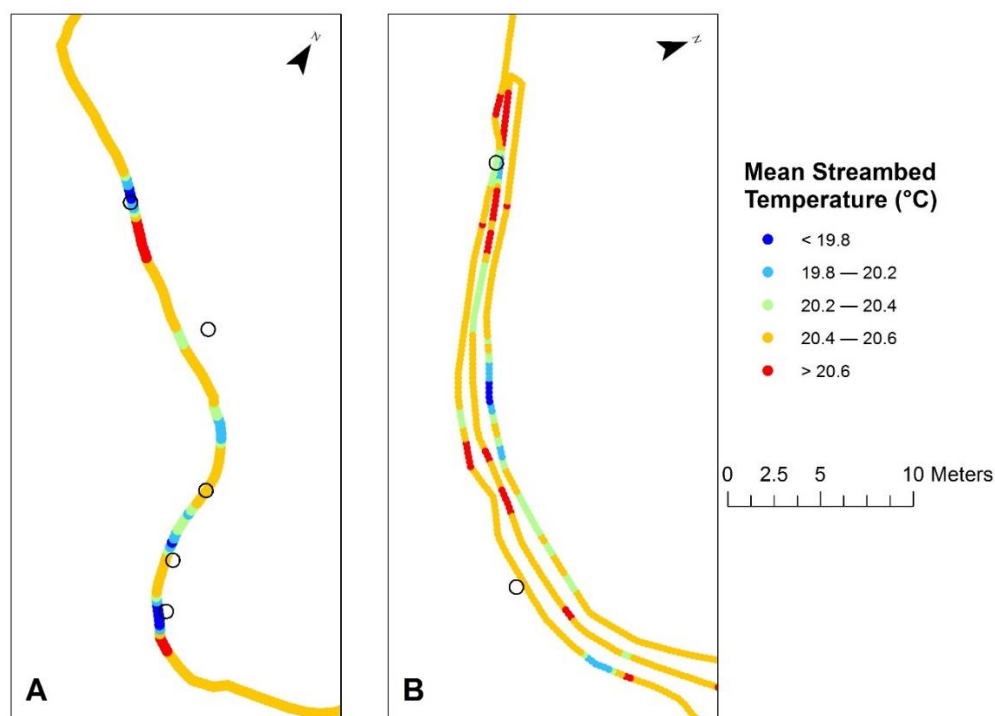 N
N
Mean Streambed
Temperature (°C)
< 19.8
19.8 — 20.2
20.2 — 20.4
20.4 — 20.6
> 20.6
0 2.5 5 10 Meters
A
B